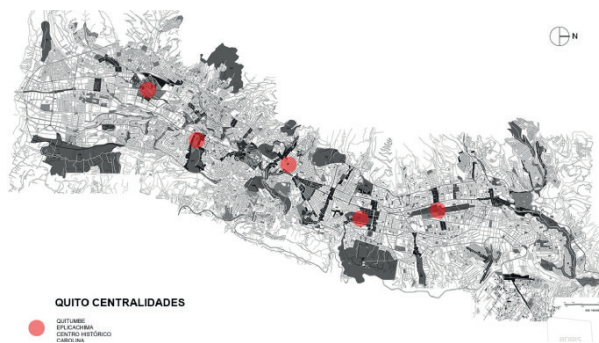 N
QUITO CENTRALIDADES
QUITUMBE
EPLICACHIMA
CENTRO HISTÓRICO
CAROLINA